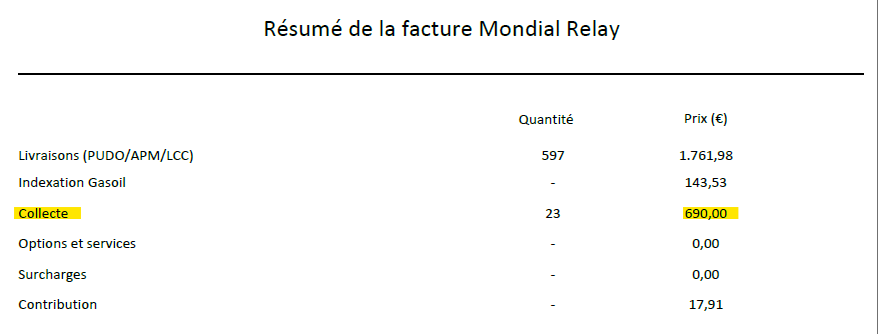 Résumé de la facture Mondial Relay
Quantité Prix (€)
Livraisons (PUDO/APM/LCC) 597 1.761,98
Indexation Gasoil - 143,53
Collecte 23 690,00
Options et services - 0,00
Surcharges - 0,00
Contribution - 17,91